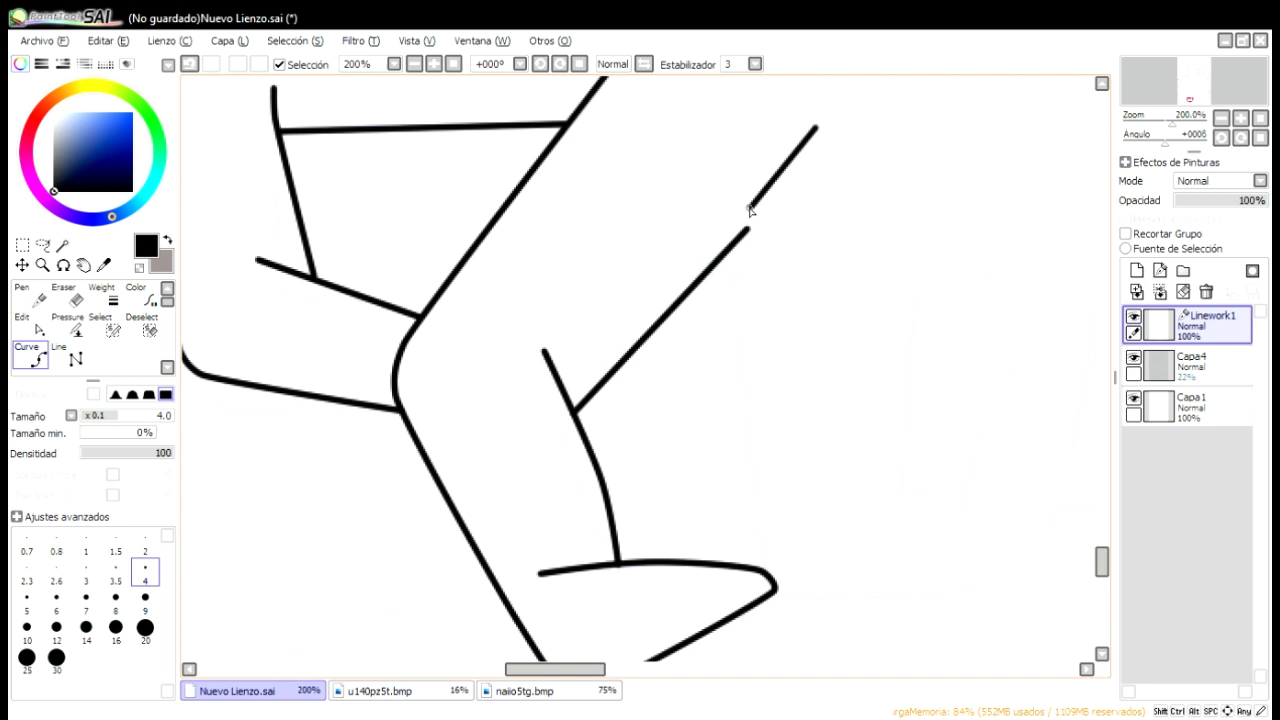 PaintTool SAI (No guardado)Nuevo Lienzo.sai (*)
Archivo (F) Editar (E) Lienzo (C) Capa (L) Selección (S) Filtro (T) Vista (V) Ventana (W) Otros (O)
Selección 200% +000º Normal Estabilizador 3
Zoom 200.0%
Angulo +000º
Efectos de Pinturas
Mode Normal
Opacidad 100%
Recortar Grupo
Fuente de Selección
Pen Eraser Weight Color
Edit Pressure Select Deselect
Curve Line
Tamaño x 0.1 4.0
Tamaño min. 0%
Densitidad 100
Ajustes avanzados
0.7 0.8 1 1.5 2
2.3 2.6 3 3.5 4
5 6 7 8 9
10 12 14 16 20
25 30
Linework1
Normal
100%
Capa4
Normal
22%
Capa1
Normal
100%
Nuevo Lienzo.sai 200% u140pz5t.bmp 16% naiio5tg.bmp 75%
rgaMemoria: 84% (552MB usados / 1109MB reservados) Shift Ctrl Alt SPC Any